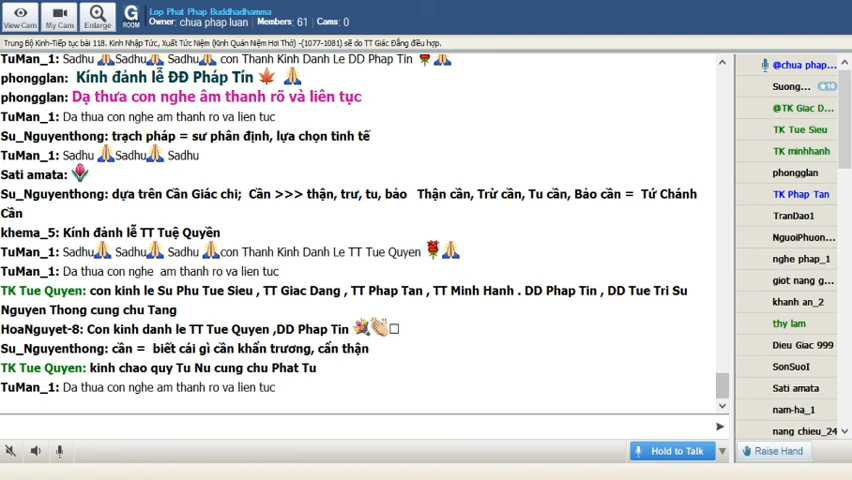 View Cam
My Cam
Enlarge
G
ROOM
Lop Phat Phap Buddhadhamma
Owner: chua phap luan Members: 61 Cams: 0
Trung Bộ Kinh-Tiếp tục bài 118. Kinh Nhập Tức, Xuất Tức Niệm (Kinh Quán Niệm Hơi Thở) -(1077-1081) sẽ do TT Giác Đẳng điều hợp.
TuMan_1: Sadhu 🙏Sadhu🙏Sadhu🙏con Thanh Kinh Danh Le DD Phap Tin 🌹🙏
phongglan: Kính đảnh lễ ĐĐ Pháp Tín 🍁 🙏
phongglan: Dạ thưa con nghe âm thanh rõ và liên tục
TuMan_1: Da thua con nghe am thanh ro va lien tuc
Su_Nguyenthong: trạch pháp = sư phân định, lựa chọn tinh tế
TuMan_1: Sadhu 🙏Sadhu🙏 Sadhu
Sati amata: 🌷
Su_Nguyenthong: dựa trên Cần Giác chi; Cần >>> thận, trư, tu, bảo Thận cần, Trừ cần, Tu cần, Bảo cần = Tứ Chánh
Cần
khema_5: Kính đảnh lễ TT Tuệ Quyền
TuMan_1: Sadhu🙏 Sadhu🙏 Sadhu 🙏con Thanh Kinh Danh Le TT Tue Quyen 🌹🙏
TuMan_1: Da thua con nghe am thanh ro va lien tuc
TK Tue Quyen: con kinh le Su Phu Tue Sieu , TT Giac Dang , TT Phap Tan , TT Minh Hanh . DD Phap Tin , DD Tue Tri Su
Nguyen Thong cung chu Tang
HoaNguyet-8: Con kinh danh le TT Tue Quyen ,DD Phap Tin 💐👏□
Su_Nguyenthong: cần = biết cái gì cần khẩn trương, cẩn thận
TK Tue Quyen: kinh chao quy Tu Nu cung chu Phat Tu
TuMan_1: Da thua con nghe am thanh ro va lien tuc
Hold to Talk
@chua phap...
Suong...
10
@TK Giac D...
TK Tue Sieu
TK minhhanh
phongglan
TK Phap Tan
TranDao1
NguoiPhuon...
nghe phap_1
giot nang g...
khanh an_2
thy lam
Dieu Giac 999
SonSuoI
Sati amata
nam-ha_1
nang chieu_24
Raise Hand